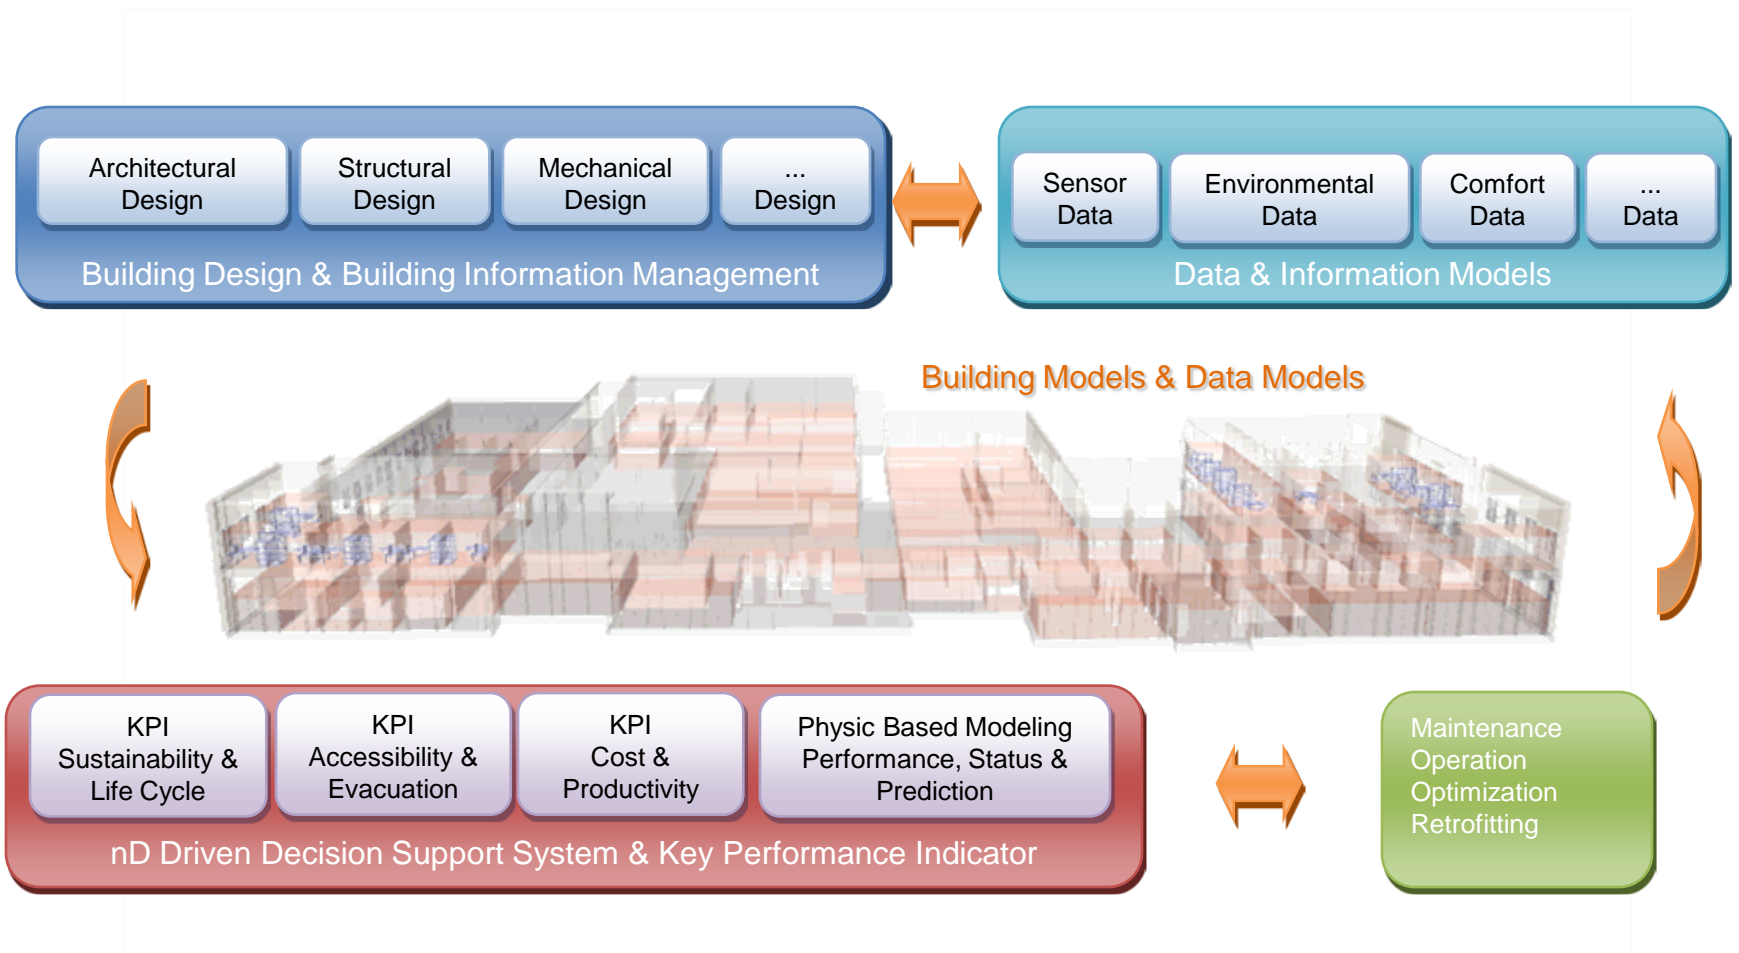 Architectural
Design
Structural
Design
Mechanical
Design
...
Design
Building Design & Building Information Management
Sensor
Data
Environmental
Data
Comfort
Data
...
Data
Data & Information Models
Building Models & Data Models
KPI
Sustainability &
Life Cycle
KPI
Accessibility &
Evacuation
KPI
Cost &
Productivity
Physic Based Modeling
Performance, Status &
Prediction
nD Driven Decision Support System & Key Performance Indicator
Maintenance
Operation
Optimization
Retrofitting